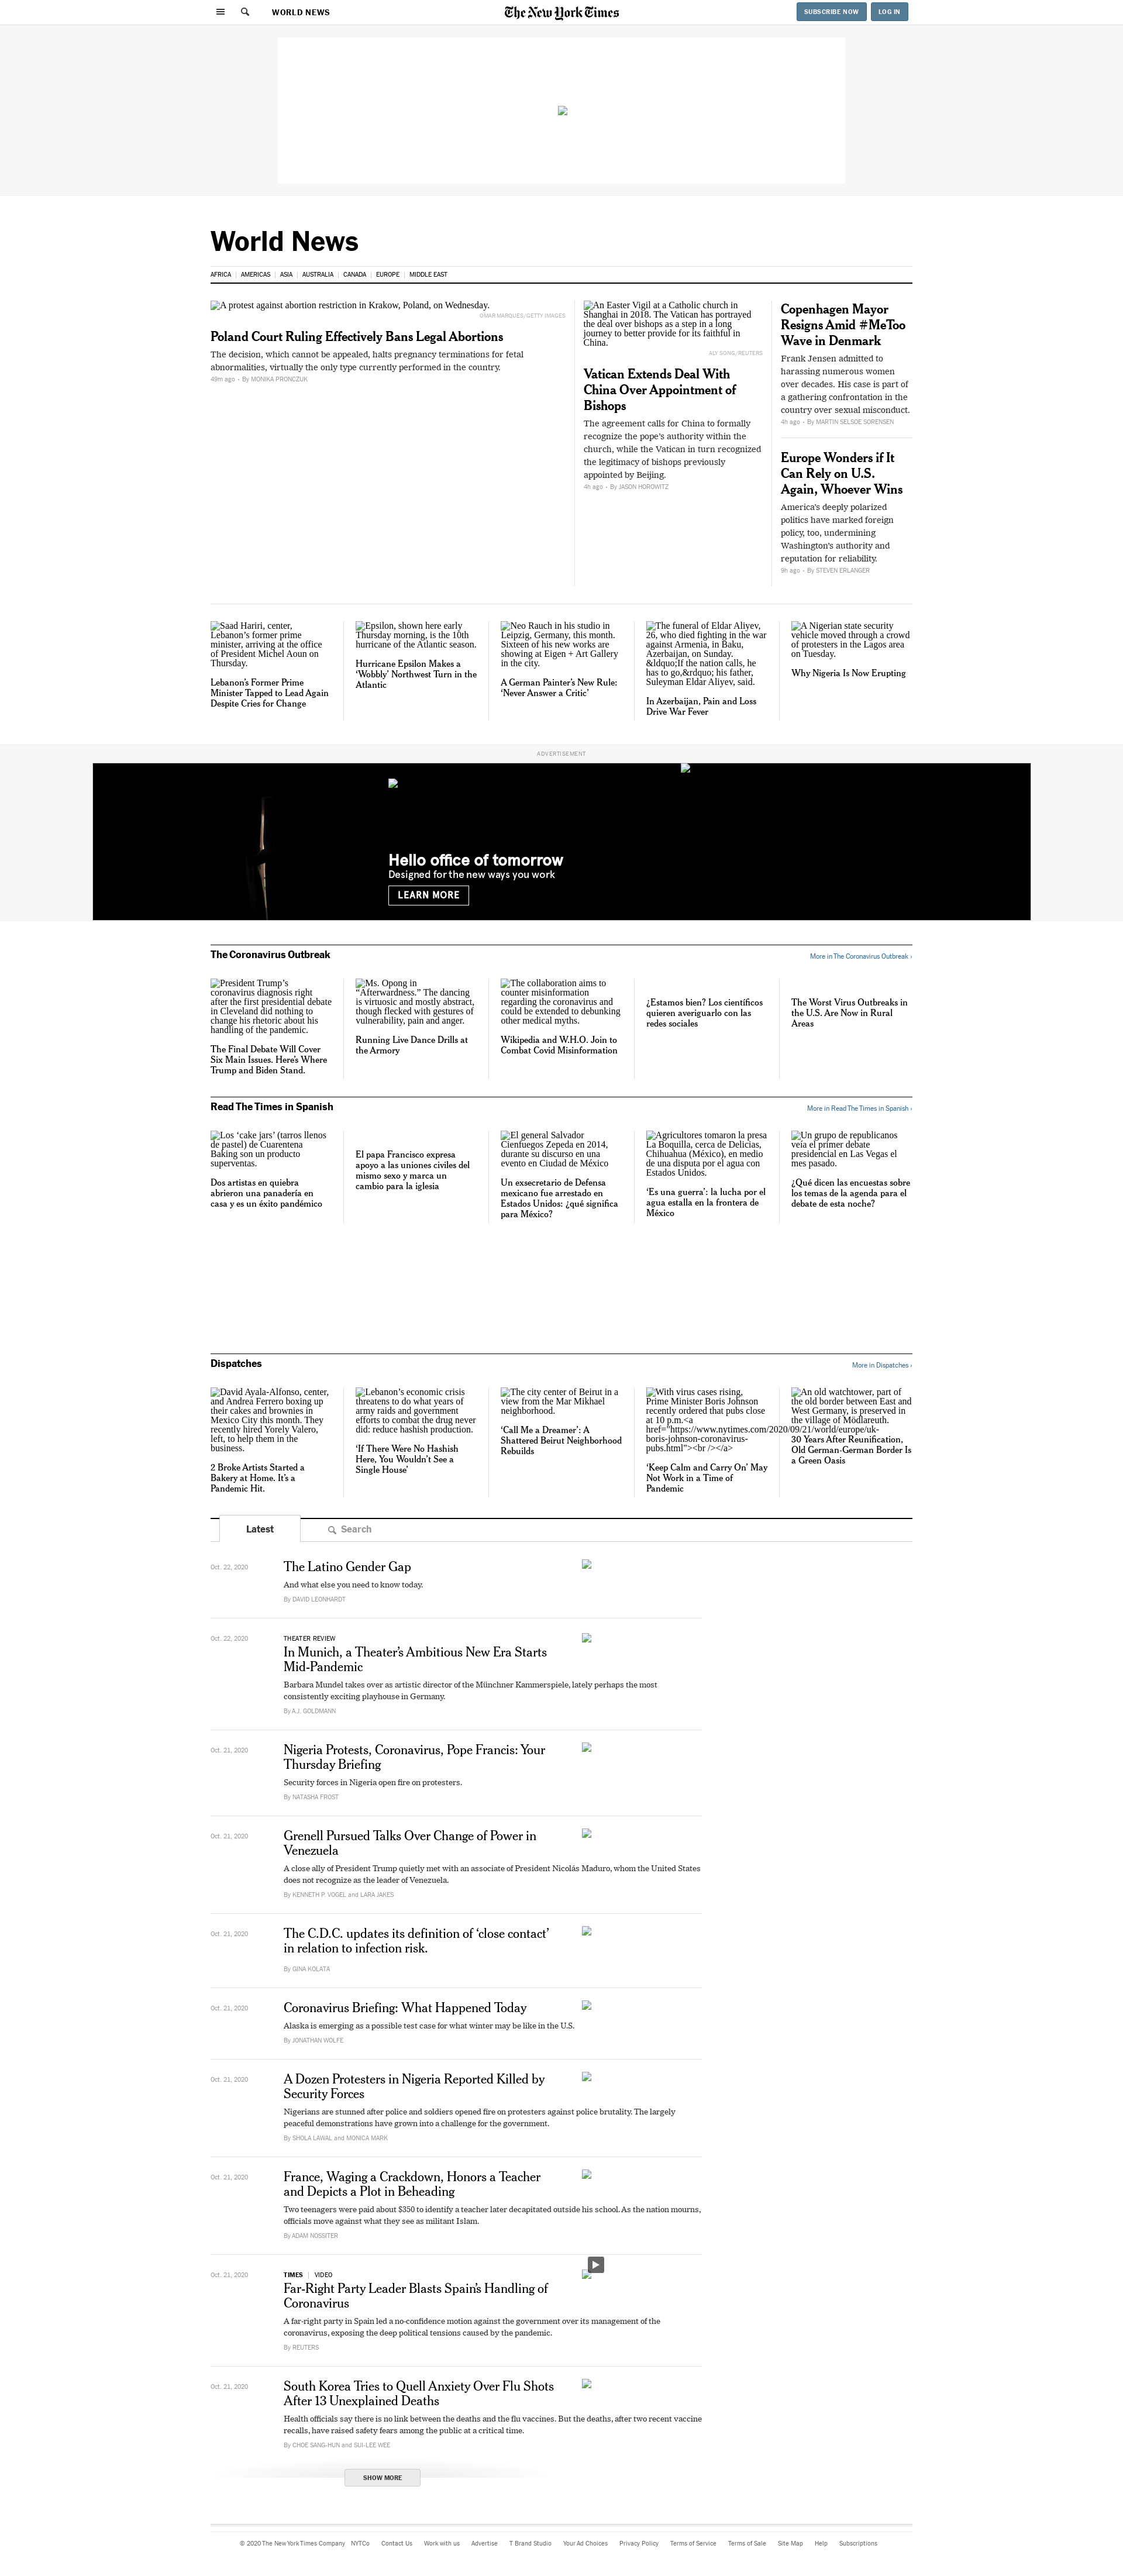 WORLD NEWS
The New York Times
SUBSCRIBE NOW
LOG IN
World News
AFRICA
AMERICAS
ASIA
AUSTRALIA
CANADA
EUROPE
MIDDLE EAST
A protest against abortion restriction in Krakow, Poland, on Wednesday.
OMAR MARQUES/GETTY IMAGES
Poland Court Ruling Effectively Bans Legal Abortions
The decision, which cannot be appealed, halts pregnancy terminations for fetal
abnormalities, virtually the only type currently performed in the country.
49m ago • By MONIKA PRONCZUK
An Easter Vigil at a Catholic church in
Shanghai in 2018. The Vatican has portrayed
the deal over bishops as a step in a long
journey to better provide for its faithful in
China.
ALY SONG/REUTERS
Vatican Extends Deal With
China Over Appointment of
Bishops
The agreement calls for China to formally
recognize the pope's authority within the
church, while the Vatican in turn recognized
the legitimacy of bishops previously
appointed by Beijing.
4h ago • By JASON HOROWITZ
Copenhagen Mayor
Resigns Amid #MeToo
Wave in Denmark
Frank Jensen admitted to
harassing numerous women
over decades. His case is part of
a gathering confrontation in the
country over sexual misconduct.
4h ago • By MARTIN SELSOE SORENSEN
Europe Wonders if It
Can Rely on U.S.
Again, Whoever Wins
America's deeply polarized
politics have marked foreign
policy, too, undermining
Washington's authority and
reputation for reliability.
8h ago • By STEVEN ERLANGER
Saad Hariri, center,
Lebanon's former prime
minister, arriving at the office
of President Michel Aoun on
Thursday.
Lebanon's Former Prime
Minister Tapped to Lead Again
Despite Cries for Change
Epsilon, shown here early
Thursday morning, is the 10th
hurricane of the Atlantic season.
Hurricane Epsilon Makes a
‘Wobbly’ Northwest Turn in the
Atlantic
Neo Rauch in his studio in
Leipzig, Germany, this month.
Sixteen of his new works are
showing at Eigen + Art Gallery
in the city.
A German Painter's New Rule:
‘Never Answer a Critic’
The funeral of Eldar Aliyev,
26, who died fighting in the war
against Armenia, in Baku,
Azerbaijan, on Sunday.
&ldquo;If the nation calls, he
has to go,&rdquo; his father,
Suleyman Eldar Aliyev, said.
In Azerbaijan, Pain and Loss
Drive War Fever
A Nigerian state security
vehicle moved through a crowd
of protesters in the Lagos area
on Tuesday.
Why Nigeria Is Now Erupting
ADVERTISEMENT
Hello office of tomorrow
Designed for the new ways you work
LEARN MORE
The Coronavirus Outbreak
More in The Coronavirus Outbreak ›
President Trump's
coronavirus diagnosis right
after the first presidential debate
in Cleveland did nothing to
change his rhetoric about his
handling of the pandemic.
The Final Debate Will Cover
Six Main Issues. Here's Where
Trump and Biden Stand.
Ms. Opong in
“Afterwardness.” The dancing
is virtuosic and mostly abstract,
though flecked with gestures of
vulnerability, pain and anger.
Running Live Dance Drills at
the Armory
The collaboration aims to
counter misinformation
regarding the coronavirus and
could be extended to debunking
other medical myths.
Wikipedia and W.H.O. Join to
Combat Covid Misinformation
¿Estamos bien? Los científicos
quieren averiguarlo con las
redes sociales
The Worst Virus Outbreaks in
the U.S. Are Now in Rural
Areas
Read The Times in Spanish
More in Read The Times in Spanish ›
Los ‘cake jars’ (tarros llenos
de pastel) de Cuarentena
Baking son un producto
superventas.
Dos artistas en quiebra
abrieron una panadería en
casa y es un éxito pandémico
El papa Francisco expresa
apoyo a las uniones civiles del
mismo sexo y marca un
cambio para la iglesia
El general Salvador
Cienfuegos Zepeda en 2014,
durante su discurso en un
evento en Ciudad de México
Un exsecretario de Defensa
mexicano fue arrestado en
Estados Unidos: ¿qué significa
para México?
Agricultores tomaron la presa
La Boquilla, cerca de Delicias,
Chihuahua (México), en medio
de una disputa por el agua con
Estados Unidos.
‘Es una guerra’: la lucha por el
agua estalla en la frontera de
México
Un grupo de republicanos
veía el primer debate
presidencial en Las Vegas el
mes pasado.
¿Qué dicen las encuestas sobre
los temas de la agenda para el
debate de esta noche?
Dispatches
More in Dispatches ›
David Ayala-Alfonso, center,
and Andrea Ferrero boxing up
their cakes and brownies in
Mexico City this month. They
recently hired Yorely Valero,
left, to help them in the
business.
2 Broke Artists Started a
Bakery at Home. It's a
Pandemic Hit.
Lebanon's economic crisis
threatens to do what years of
army raids and government
efforts to combat the drug never
did: reduce hashish production.
‘If There Were No Hashish
Here, You Wouldn't See a
Single House’
The city center of Beirut in a
view from the Mar Mikhael
neighborhood.
‘Call Me a Dreamer’: A
Shattered Beirut Neighborhood
Rebuilds
With virus cases rising,
Prime Minister Boris Johnson
recently ordered that pubs close
at 10 p.m.<a
href="https://www.nytimes.com/2020/09/21/world/europe/uk-
boris-johnson-coronavirus-
pubs.html"><br /></a>
‘Keep Calm and Carry On’ May
Not Work in a Time of
Pandemic
An old watchtower, part of
the old border between East and
West Germany, is preserved in
the village of Mödlareuth.
30 Years After Reunification,
Old German-German Border Is
a Green Oasis
Latest
Search
Oct. 22, 2020
The Latino Gender Gap
And what else you need to know today.
By DAVID LEONHARDT
Oct. 22, 2020
THEATER REVIEW
In Munich, a Theater's Ambitious New Era Starts
Mid-Pandemic
Barbara Mundel takes over as artistic director of the Münchner Kammerspiele, lately perhaps the most
consistently exciting playhouse in Germany.
By A.J. GOLDMANN
Oct. 21, 2020
Nigeria Protests, Coronavirus, Pope Francis: Your
Thursday Briefing
Security forces in Nigeria open fire on protesters.
By NATASHA FROST
Oct. 21, 2020
Grenell Pursued Talks Over Change of Power in
Venezuela
A close ally of President Trump quietly met with an associate of President Nicolás Maduro, whom the United States
does not recognize as the leader of Venezuela.
By KENNETH P. VOGEL and LARA JAKES
Oct. 21, 2020
The C.D.C. updates its definition of ‘close contact’
in relation to infection risk.
By GINA KOLATA
Oct. 21, 2020
Coronavirus Briefing: What Happened Today
Alaska is emerging as a possible test case for what winter may be like in the U.S.
By JONATHAN WOLFE
Oct. 21, 2020
A Dozen Protesters in Nigeria Reported Killed by
Security Forces
Nigerians are stunned after police and soldiers opened fire on protesters against police brutality. The largely
peaceful demonstrations have grown into a challenge for the government.
By SHOLA LAWAL and MONICA MARK
Oct. 21, 2020
France, Waging a Crackdown, Honors a Teacher
and Depicts a Plot in Beheading
Two teenagers were paid about $350 to identify a teacher later decapitated outside his school. As the nation mourns,
officials move against what they see as militant Islam.
By ADAM NOSSITER
Oct. 21, 2020
TIMES | VIDEO
Far-Right Party Leader Blasts Spain's Handling of
Coronavirus
A far-right party in Spain led a no-confidence motion against the government over its management of the
coronavirus, exposing the deep political tensions caused by the pandemic.
By REUTERS
Oct. 21, 2020
South Korea Tries to Quell Anxiety Over Flu Shots
After 13 Unexplained Deaths
Health officials say there is no link between the deaths and the flu vaccines. But the deaths, after two recent vaccine
recalls, have raised safety fears among the public at a critical time.
By CHOE SANG-HUN and SUI-LEE WEE
SHOW MORE
© 2020 The New York Times Company
NYTCo
Contact Us
Work with us
Advertise
T Brand Studio
Your Ad Choices
Privacy Policy
Terms of Service
Terms of Sale
Site Map
Help
Subscriptions